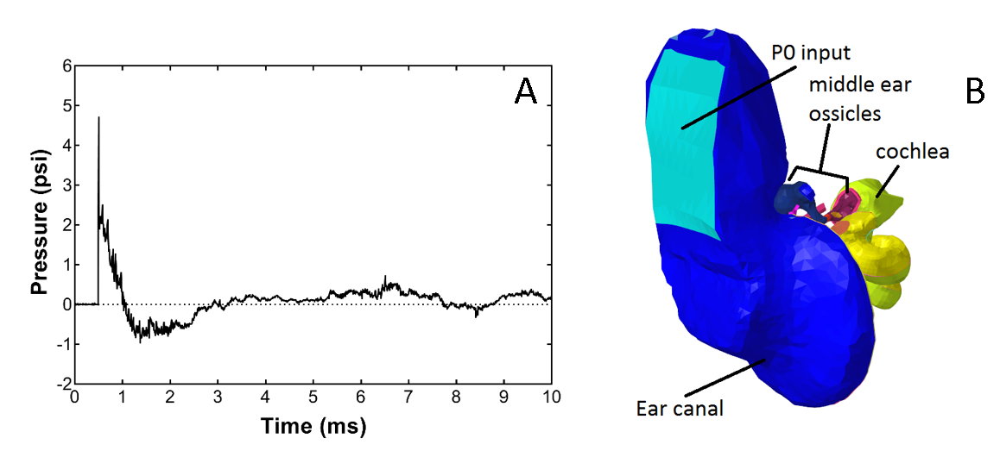 A
6
5
4
3
2
1
0
-1
-2
Pressure (psi)
0 1 2 3 4 5 6 7 8 9 10
Time (ms)
B
P0 input
middle ear
ossicles
cochlea
Ear canal